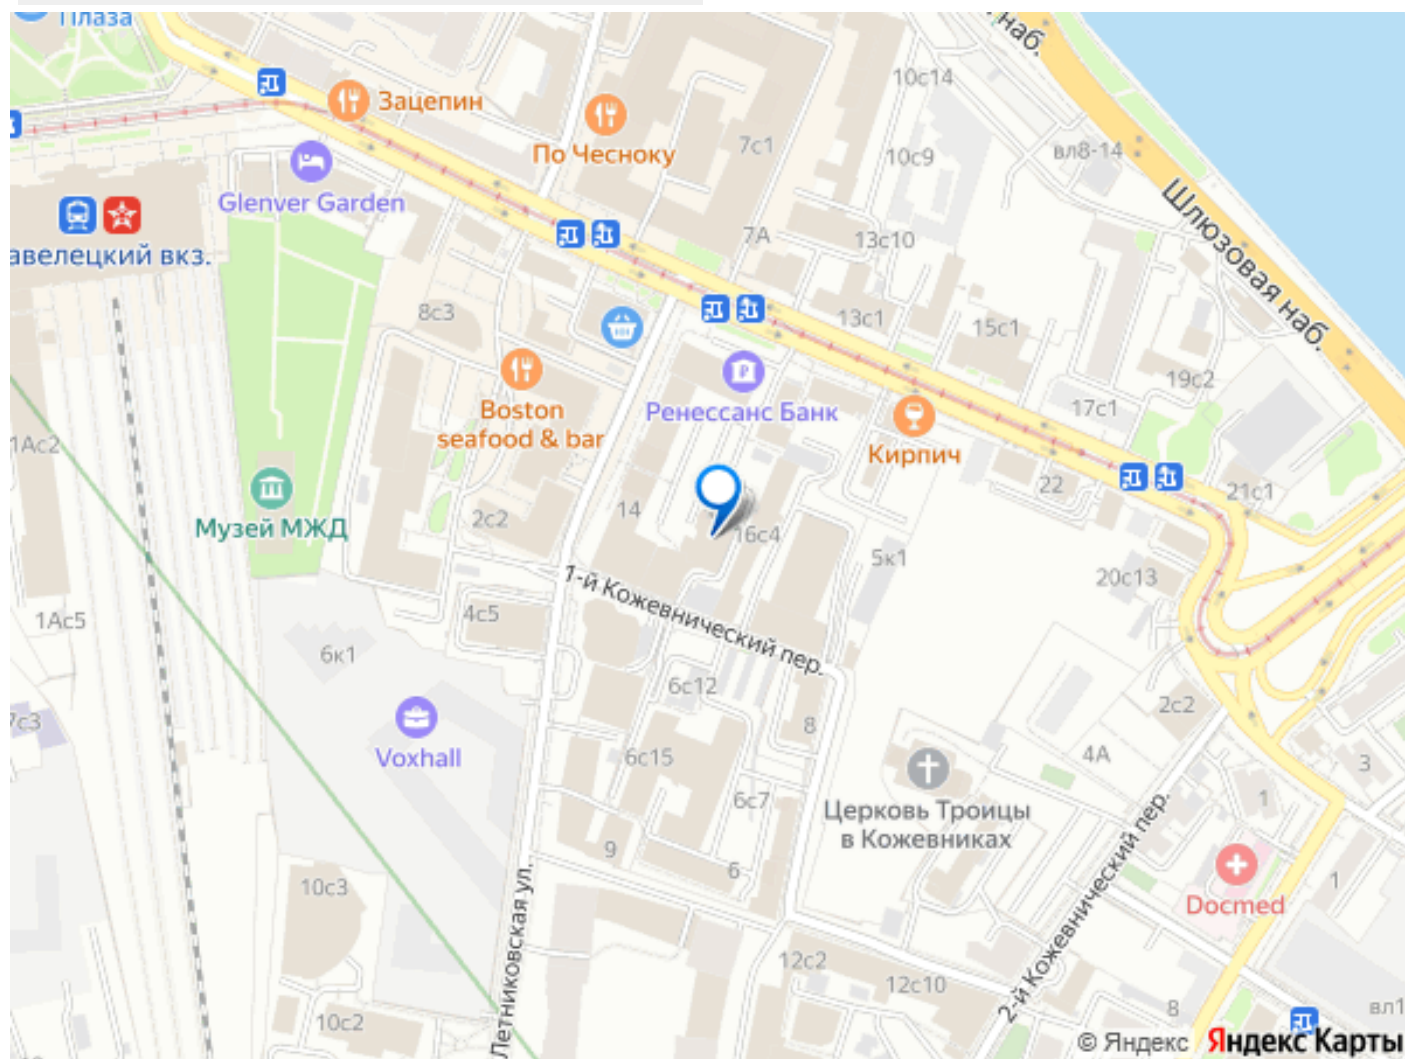 Плаза
наб.
10с14
Зацепин
По Чесноку
7с1
10с9
вл8-14
Glenver Garden
Шлюзовая наб.
7А
13с10
авелецкий вкз.
8с3
13с1
15с1
19с2
17с1
Ренессанс Банк
Boston
seafood & bar
Кирпич
1Ас2
22
21с1
Музей МЖД
2с2
14
16с4
5к1
20с13
1-й Кожевнический пер.
4с5
1Ас5
6к1
6с12
2с2
7с3
8
Voxhall
6с15
4А
3
6с7
1
Церковь Троицы
в Кожевниках
9
6
10с3
1
Docmed
Летниковская ул.
2-й Кожевнический пер.
12с2
12с10
8
вл1
10с2
© Яндекс Яндекс Карты